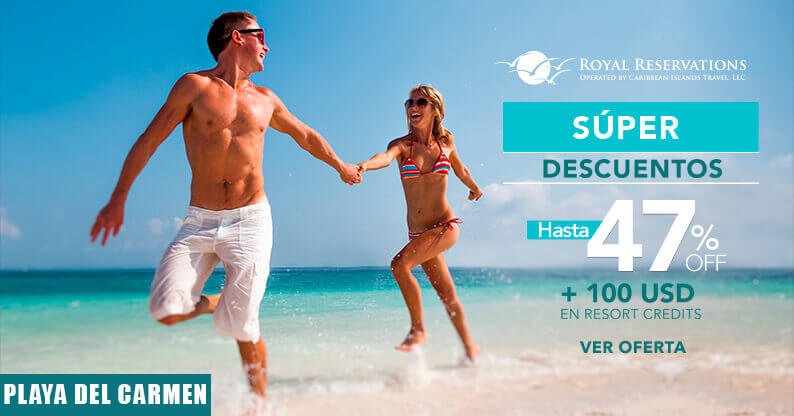 ROYAL RESERVATIONS
OPERATED BY CARIBBEAN ISLANDS TRAVEL, LLC
SÚPER
DESCUENTOS
Hasta 47% OFF
+ 100 USD
EN RESORT CREDITS
VER OFERTA
PLAYA DEL CARMEN